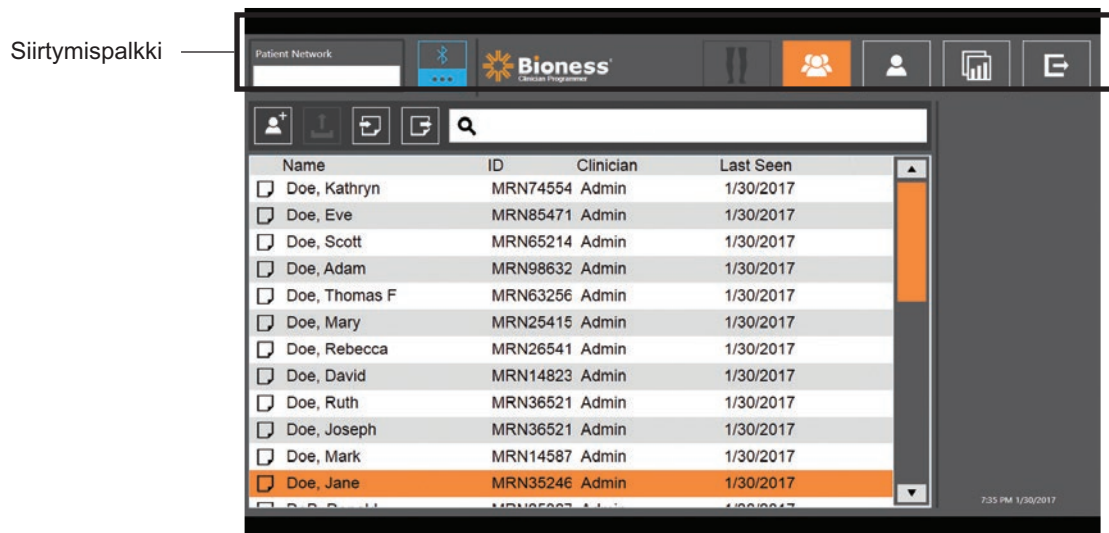 Siirtymispalkki
Patient Network
Bioness
Clinician Programmer
Name ID Clinician Last Seen
Doe, Kathryn MRN74554 Admin 1/30/2017
Doe, Eve MRN85471 Admin 1/30/2017
Doe, Scott MRN65214 Admin 1/30/2017
Doe, Adam MRN98632 Admin 1/30/2017
Doe, Thomas F MRN63256 Admin 1/30/2017
Doe, Mary MRN25415 Admin 1/30/2017
Doe, Rebecca MRN26541 Admin 1/30/2017
Doe, David MRN14823 Admin 1/30/2017
Doe, Ruth MRN36521 Admin 1/30/2017
Doe, Joseph MRN36521 Admin 1/30/2017
Doe, Mark MRN14587 Admin 1/30/2017
Doe, Jane MRN35246 Admin 1/30/2017
7:35 PM 1/30/2017